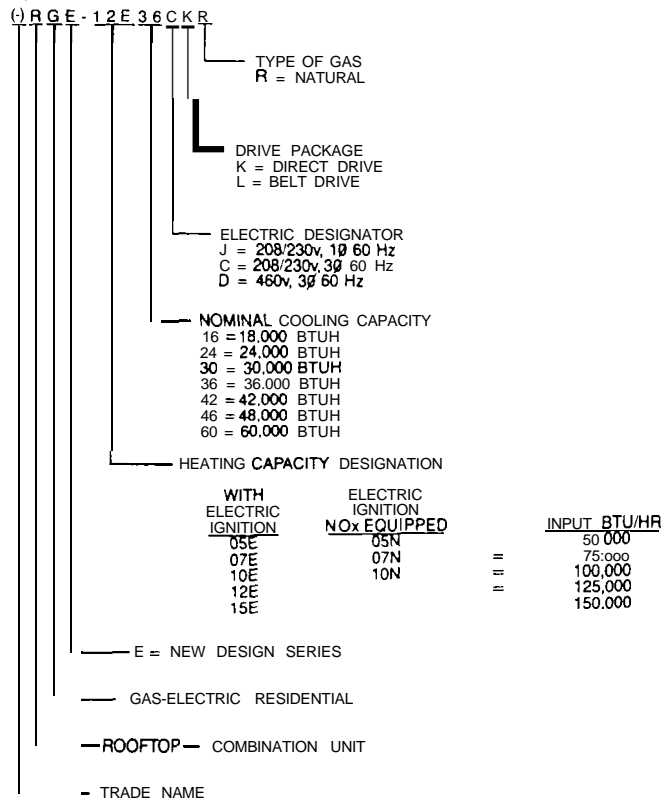 (-) R G E - 12 E 36 C K R
TYPE OF GAS
R = NATURAL
DRIVE PACKAGE
K = DIRECT DRIVE
L = BELT DRIVE
ELECTRIC DESIGNATOR
J = 208/230v, 1Ø 60 Hz
C = 208/230v, 3Ø 60 Hz
D = 460v, 3Ø 60 Hz
NOMINAL COOLING CAPACITY
16 = 18,000 BTUH
24 = 24,000 BTUH
30 = 30,000 BTUH
36 = 36.000 BTUH
42 = 42,000 BTUH
46 = 48,000 BTUH
60 = 60,000 BTUH
HEATING CAPACITY DESIGNATION
WITH ELECTRIC IGNITION
ELECTRIC IGNITION NOx EQUIPPED
INPUT BTU/HR
05E 05N 50 000
07E 07N = 75:ooo
10E 10N = 100,000
12E = 125,000
15E 150.000
E = NEW DESIGN SERIES
GAS-ELECTRIC RESIDENTIAL
ROOFTOP — COMBINATION UNIT
TRADE NAME